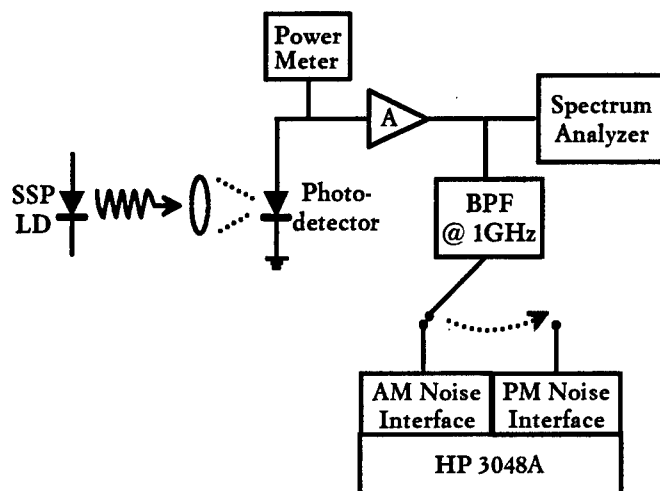 Power
Meter
A
Spectrum
Analyzer
SSP
LD
Photo-
detector
BPF
@ 1GHz
AM Noise
Interface
PM Noise
Interface
HP 3048A